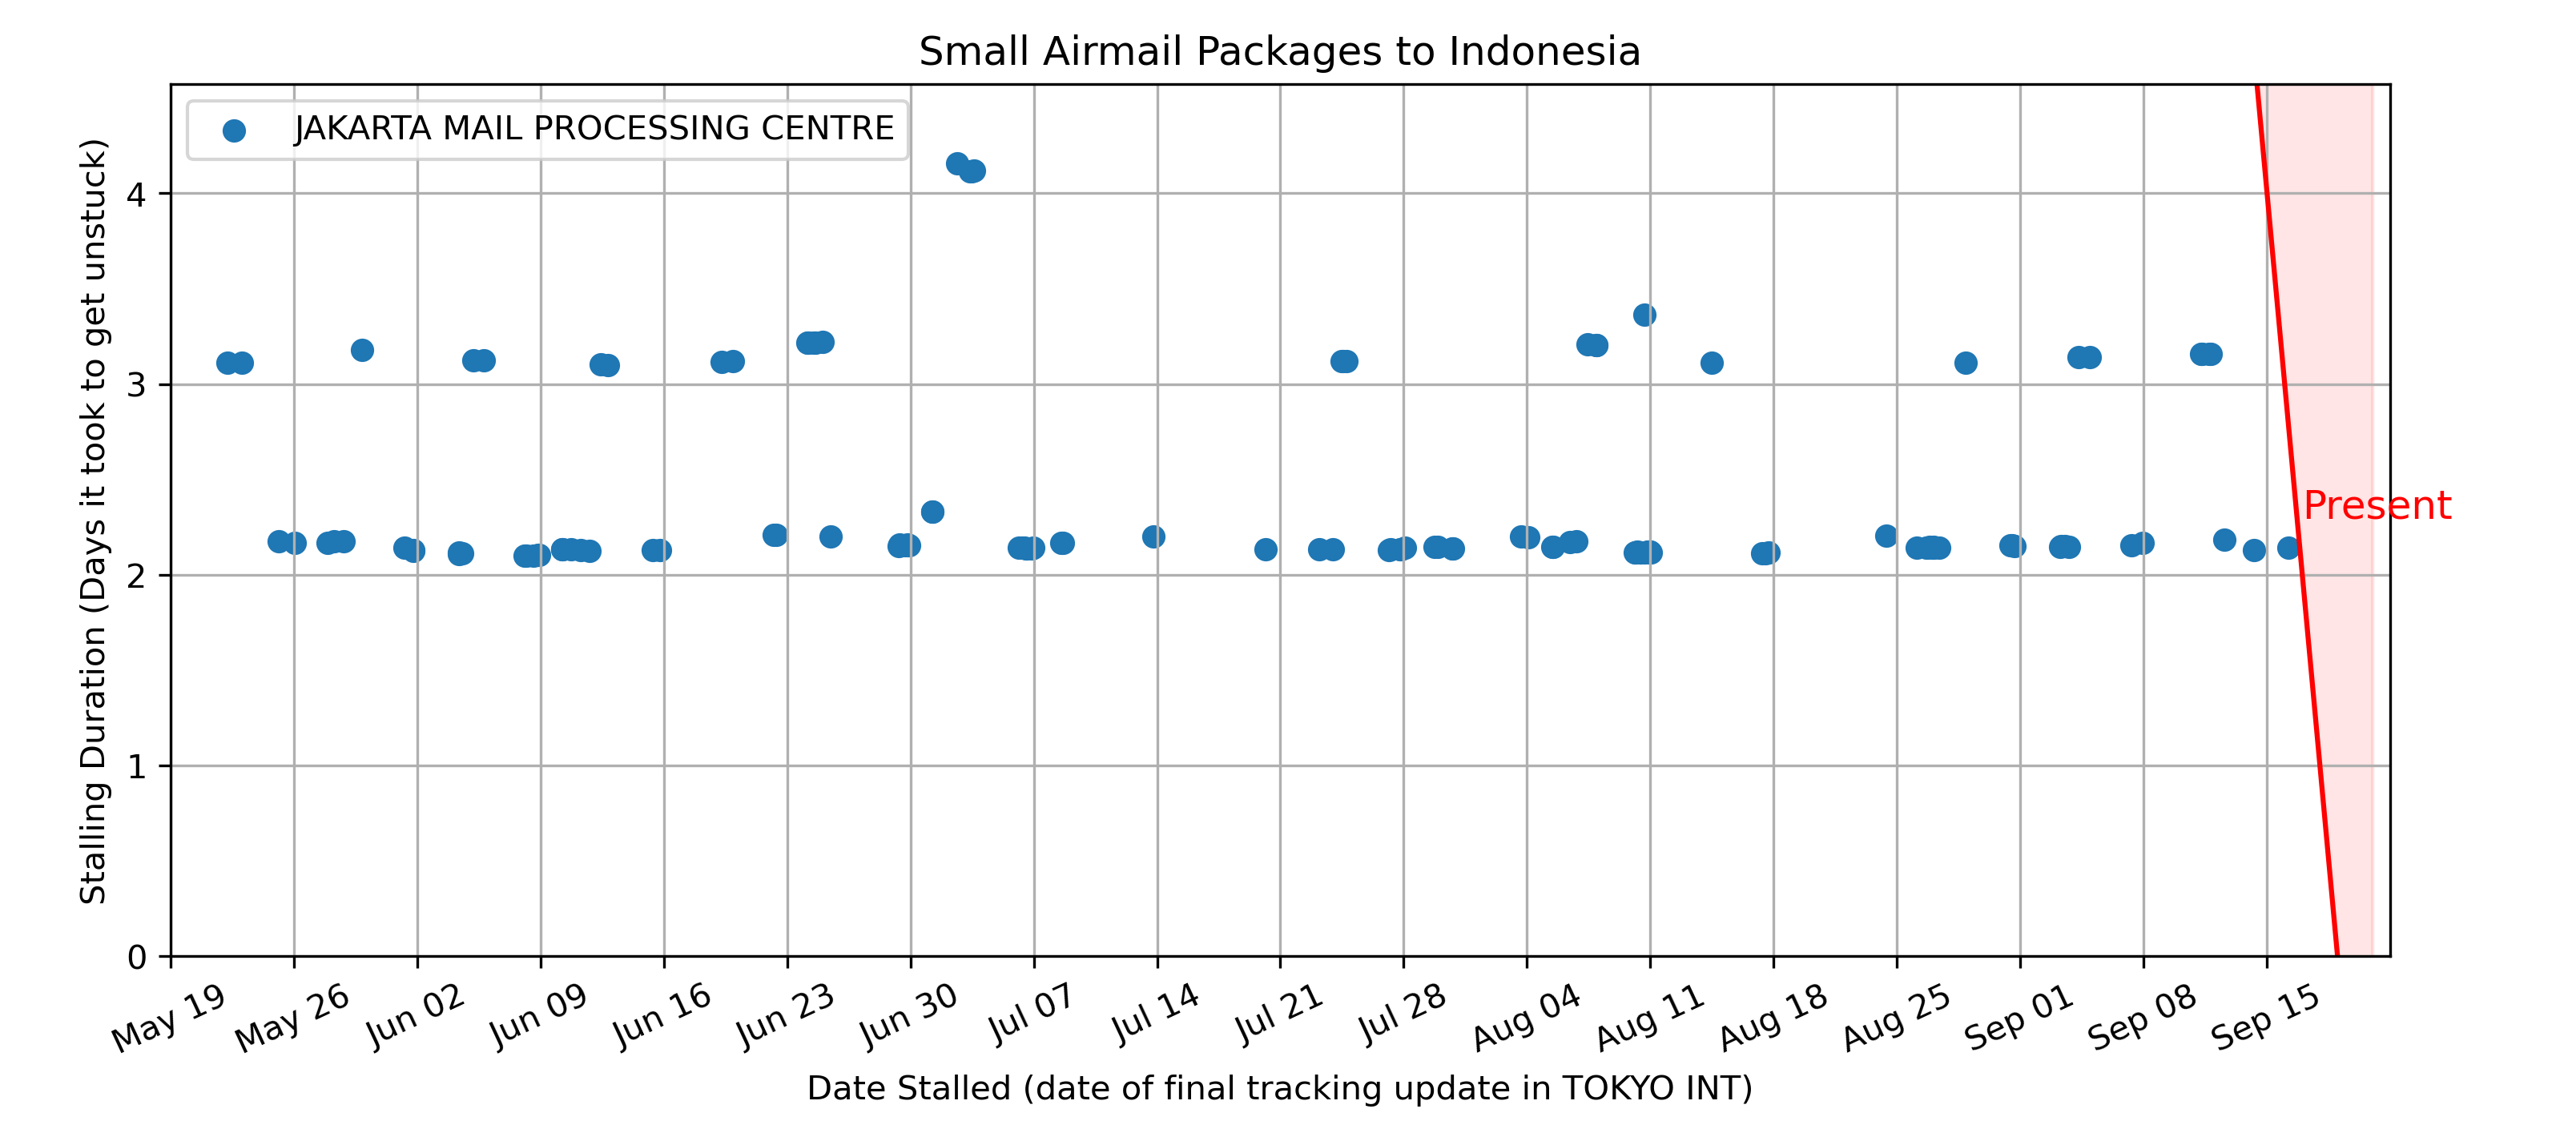 Small Airmail Packages to Indonesia
JAKARTA MAIL PROCESSING CENTRE
Stalling Duration (Days it took to get unstuck)
4
3
2
1
0
Present
May 19
May 26
Jun 02
Jun 09
Jun 16
Jun 23
Jun 30
Jul 07
Jul 14
Jul 21
Jul 28
Aug 04
Aug 11
Aug 18
Aug 25
Sep 01
Sep 08
Sep 15
Date Stalled (date of final tracking update in TOKYO INT)